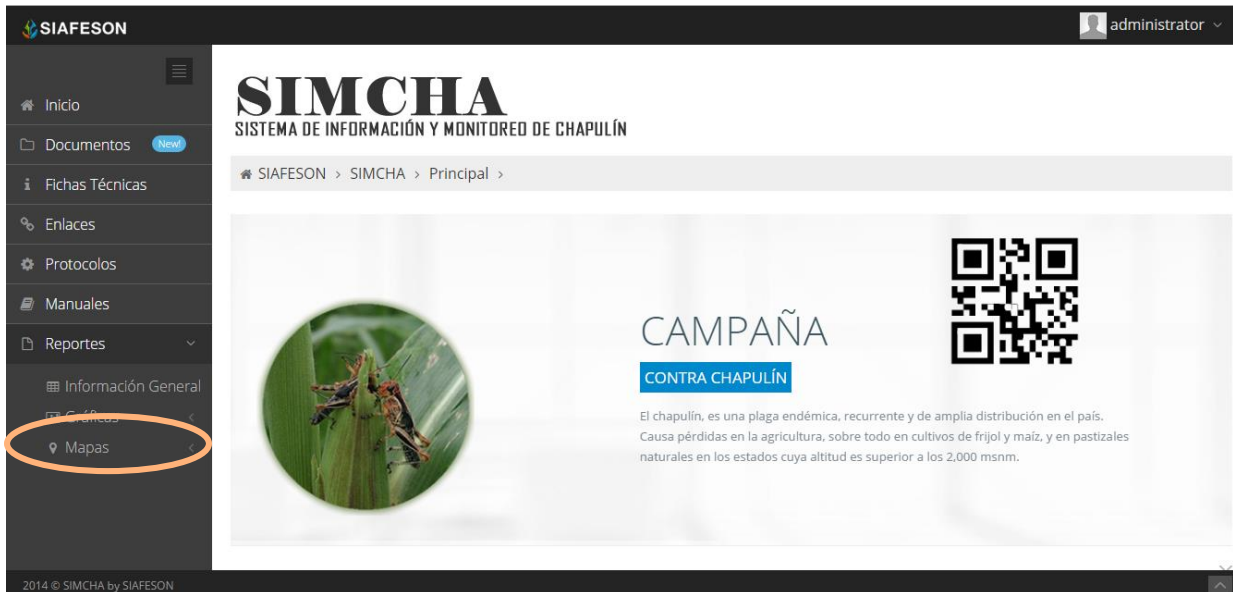 SIAFESON
administrator
Inicio
Documentos New!
Fichas Técnicas
Enlaces
Protocolos
Manuales
Reportes
Información General
Gráficas
Mapas
SIMCHA
SISTEMA DE INFORMACIÓN Y MONITOREO DE CHAPULÍN
SIAFESON > SIMCHA > Principal >
CAMPAÑA
CONTRA CHAPULÍN
El chapulín, es una plaga endémica, recurrente y de amplia distribución en el país.
Causa pérdidas en la agricultura, sobre todo en cultivos de frijol y maíz, y en pastizales
naturales en los estados cuya altitud es superior a los 2,000 msnm.
2014 © SIMCHA by SIAFESON